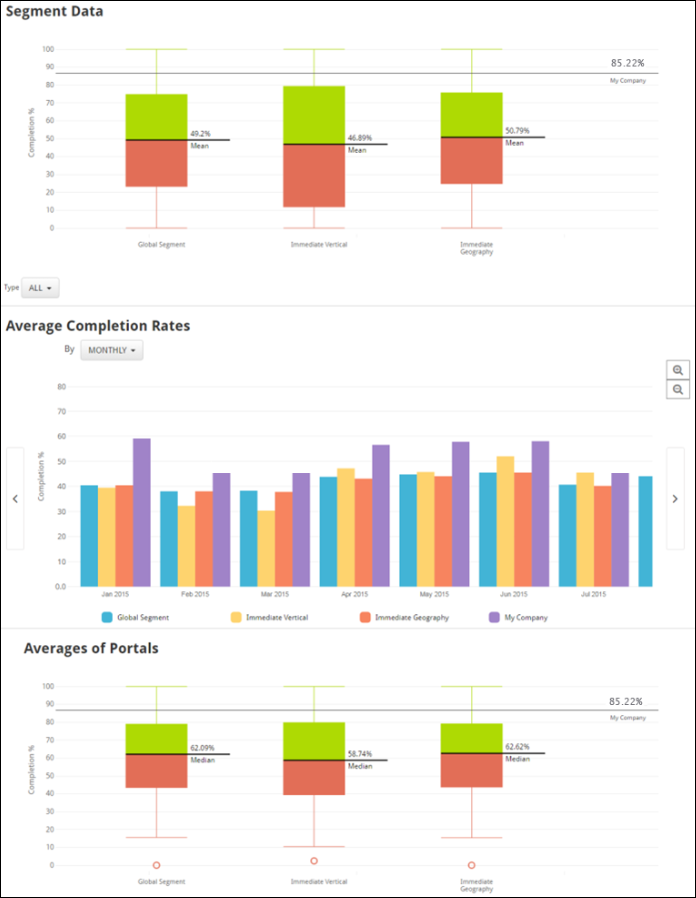 Segment Data
100
90
80
70
60
50
40
30
20
10
0
Completion %
85.22%
My Company
49.2%
Mean
46.89%
Mean
50.79%
Mean
Global Segment
Immediate Vertical
Immediate
Geography
Type ALL
Average Completion Rates
By MONTHLY
80
70
60
50
40
30
20
10
0.0
Completion %
Jan 2015 Feb 2015 Mar 2015 Apr 2015 May 2015 Jun 2015 Jul 2015
Global Segment Immediate Vertical Immediate Geography My Company
Averages of Portals
100
90
80
70
60
50
40
30
20
10
0
Completion %
85.22%
My Company
62.09%
Median
58.74%
Median
62.62%
Median
Global Segment
Immediate Vertical
Immediate
Geography